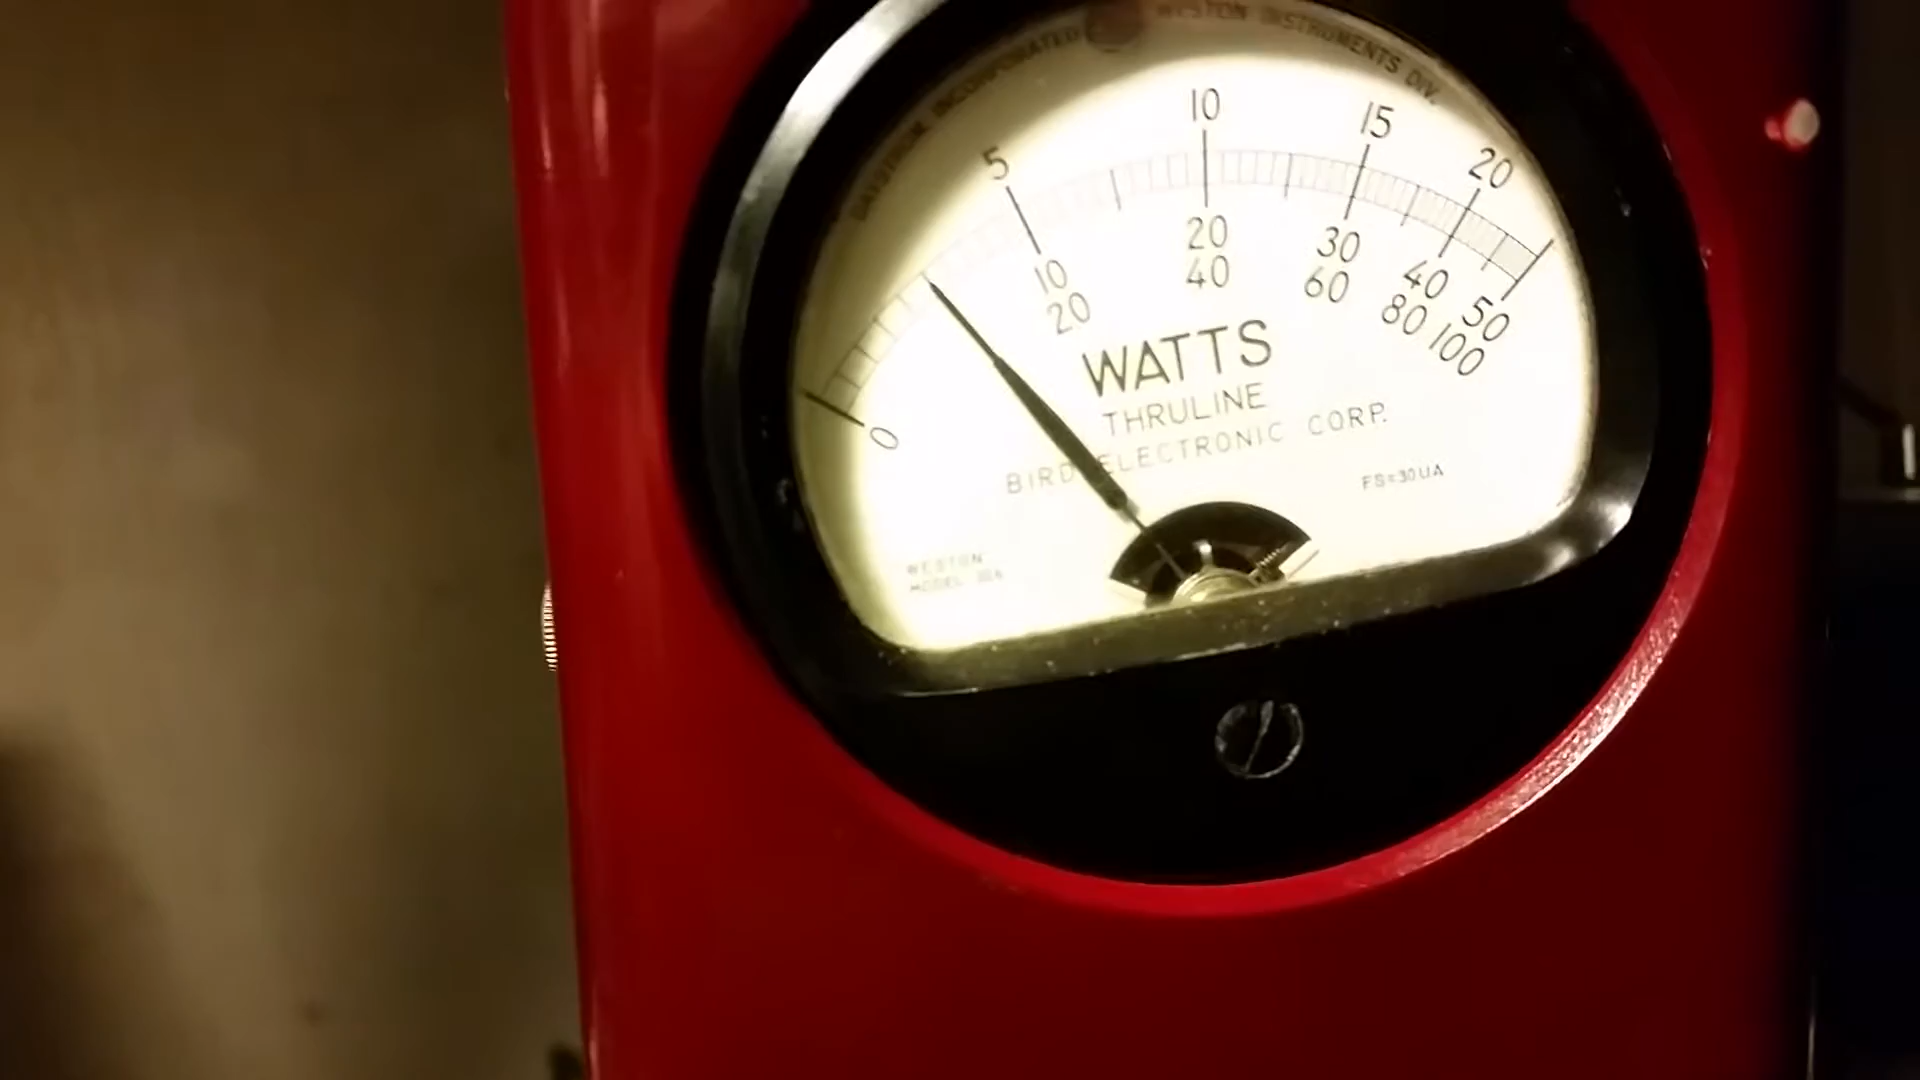 DAYSTROM INCORPORATED WESTON INSTRUMENTS DIV.
5 10 15 20
0 10 20 30 40 50
20 40 60 80 100
WATTS
THRULINE
BIRD ELECTRONIC CORP.
FS=30UA
WESTON
MODEL